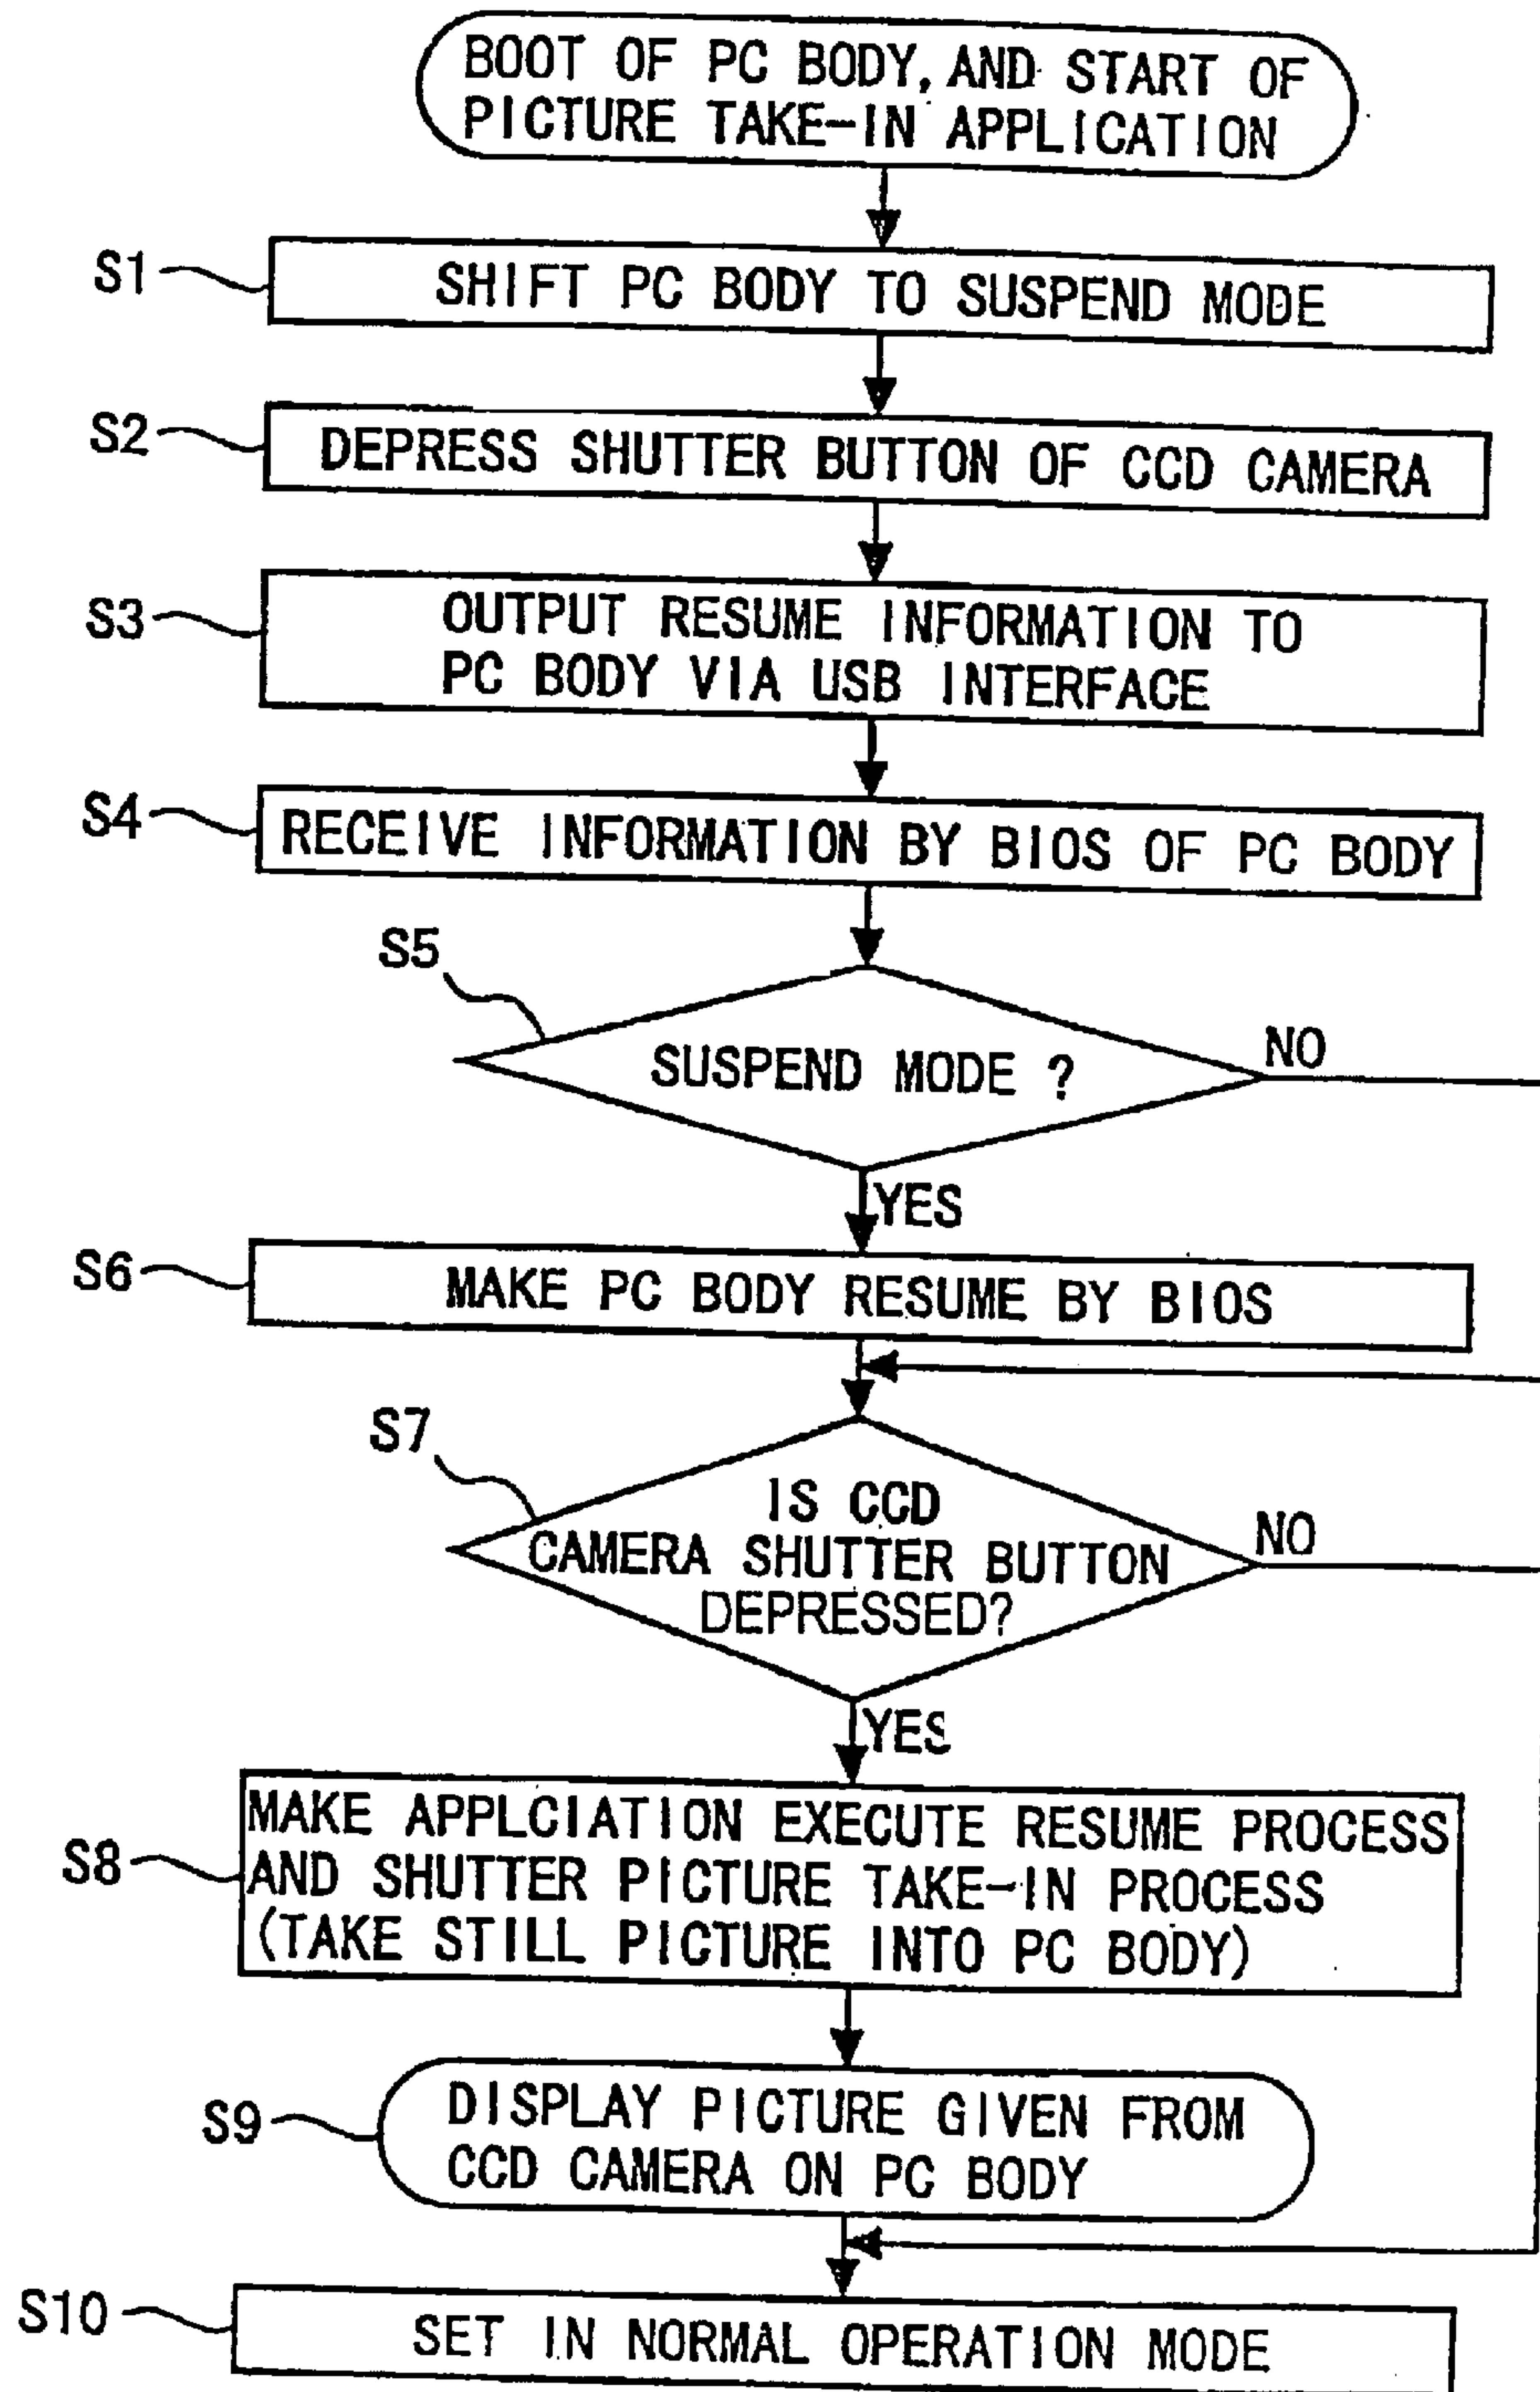 BOOT OF PC BODY, AND START OF
PICTURE TAKE-IN APPLICATION
S1
SHIFT PC BODY TO SUSPEND MODE
S2
DEPRESS SHUTTER BUTTON OF CCD CAMERA
S3
OUTPUT RESUME INFORMATION TO
PC BODY VIA USB INTERFACE
S4
RECEIVE INFORMATION BY BIOS OF PC BODY
S5
SUSPEND MODE ?
NO
YES
S6
MAKE PC BODY RESUME BY BIOS
S7
IS CCD
CAMERA SHUTTER BUTTON
DEPRESSED?
NO
YES
S8
MAKE APPLCIATION EXECUTE RESUME PROCESS
AND SHUTTER PICTURE TAKE-IN PROCESS
(TAKE STILL PICTURE INTO PC BODY)
S9
DISPLAY PICTURE GIVEN FROM
CCD CAMERA ON PC BODY
S10
SET IN NORMAL OPERATION MODE